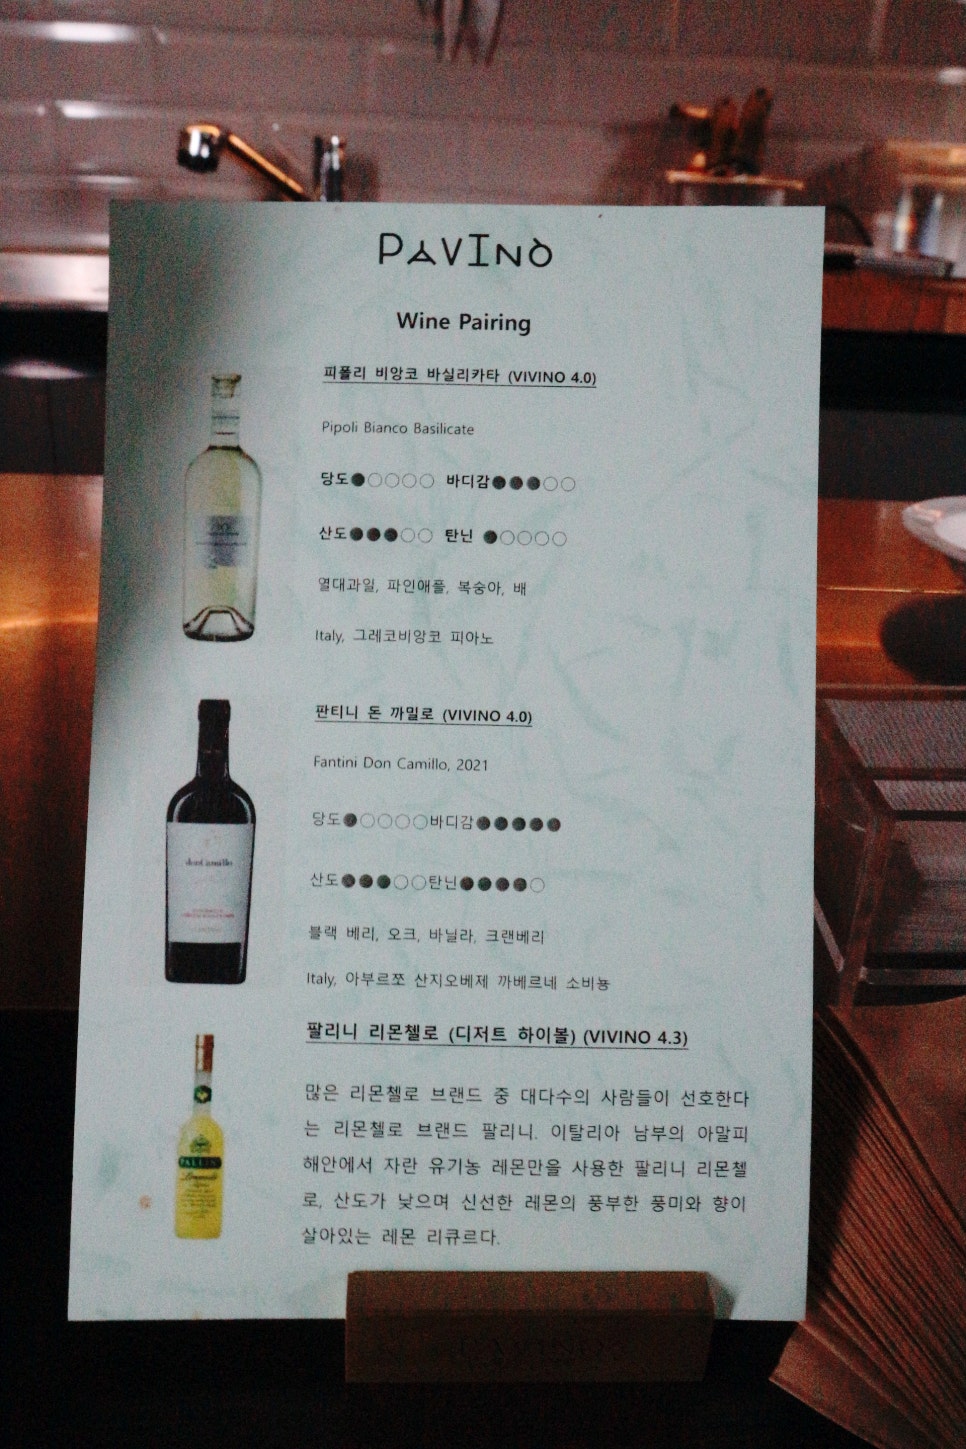 PAVINO
Wine Pairing
피폴리 비앙코 바실리카타 (VIVINO 4.0)
Pipoli Bianco Basilicate
당도●○○○○ 바디감●●●○○
산도●●●○○ 탄닌 ●○○○○
열대과일, 파인애플, 복숭아, 배
Italy, 그레코비앙코 피아노
판티니 돈 까밀로 (VIVINO 4.0)
Fantini Don Camillo, 2021
당도●○○○○바디감●●●●●
산도●●●○○탄닌●●●●○
블랙 베리, 오크, 바닐라, 크랜베리
Italy, 아부르쪼 산지오베제 까베르네 소비뇽
donCamillo
팔리니 리몬첼로 (디저트 하이볼) (VIVINO 4.3)
많은 리몬첼로 브랜드 중 대다수의 사람들이 선호한다
는 리몬첼로 브랜드 팔리니. 이탈리아 남부의 아말피
해안에서 자란 유기농 레몬만을 사용한 팔리니 리몬첼
로, 산도가 낮으며 신선한 레몬의 풍부한 풍미와 향이
살아있는 레몬 리큐르다.
PALLINI